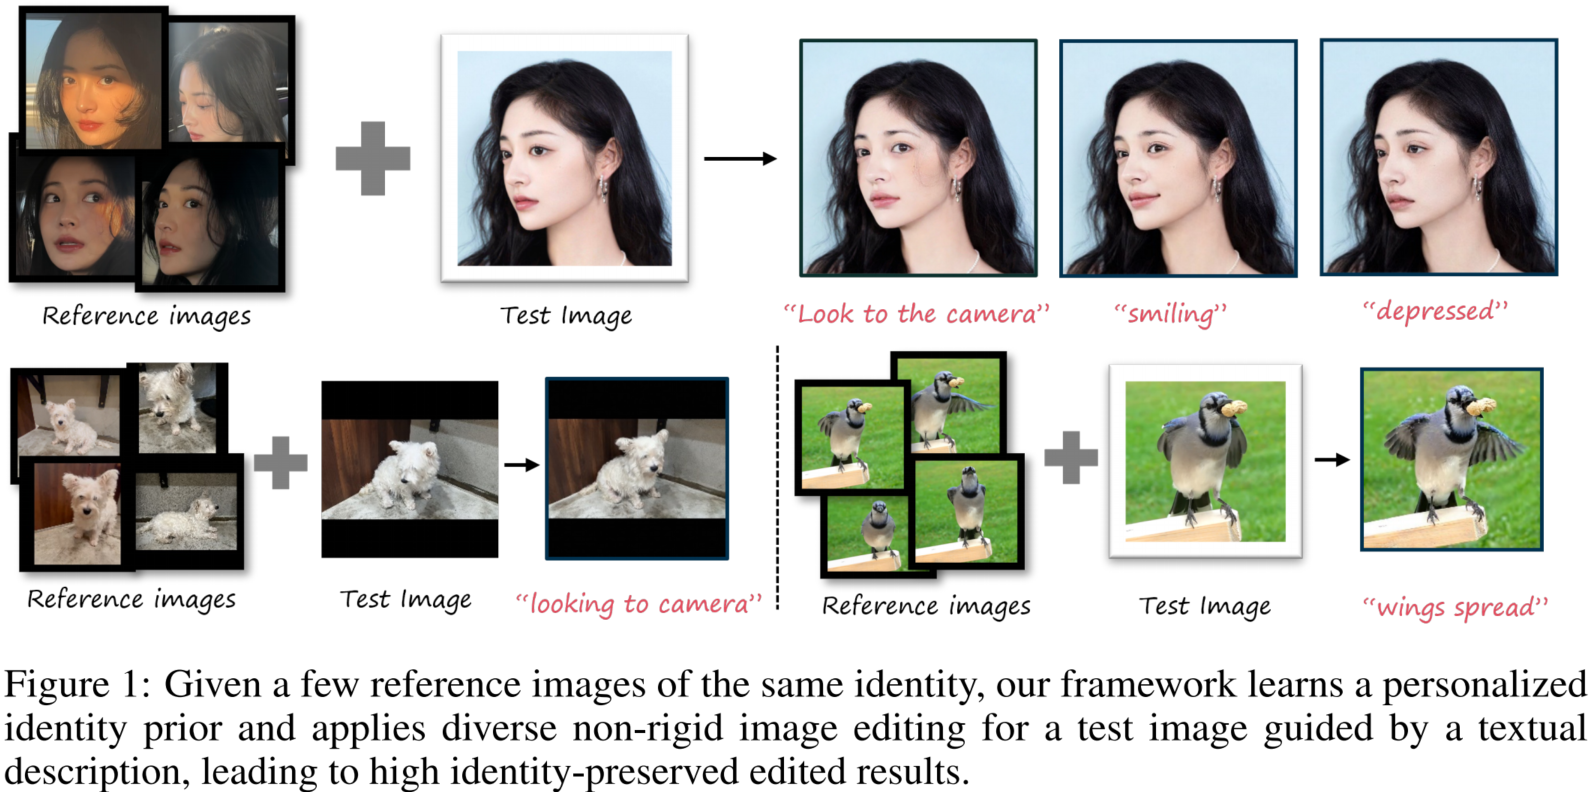 Reference images
Test Image
“Look to the camera”
“smiling”
“depressed”
Reference images
Test Image
“looking to camera”
Reference images
Test Image
“wings spread”
Figure 1: Given a few reference images of the same identity, our framework learns a personalized
identity prior and applies diverse non-rigid image editing for a test image guided by a textual
description, leading to high identity-preserved edited results.